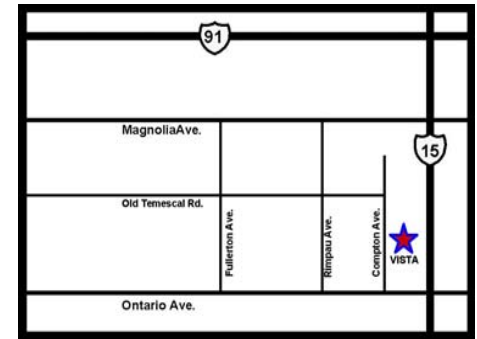 91
MagnoliaAve.
15
Old Temescal Rd.
Fullerton Ave.
Rimpau Ave.
Compton Ave.
VISTA
Ontario Ave.